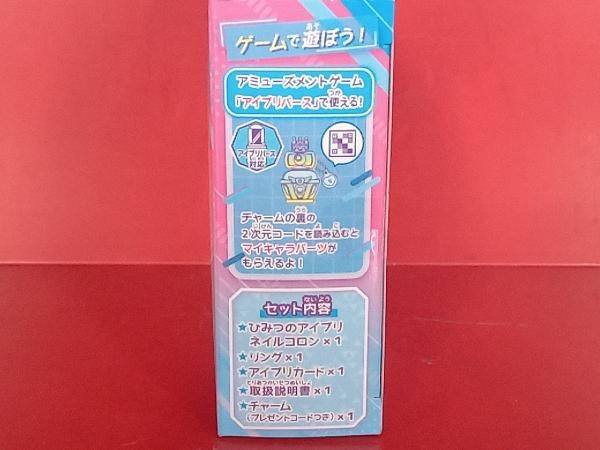 ゲームで遊ぼう!
アミューズメントゲーム
「アイプリバース」で使える!
アイプリバース
対応
チャームの裏の
2次元コードを読み込むと
マイキャラパーツが
もらえるよ!
セット内容
★ひみつのアイプリ
ネイルコロン×1
★リング×1
★アイプリカード×1
★取扱説明書×1
★チャーム
(プレゼントコードつき)×1